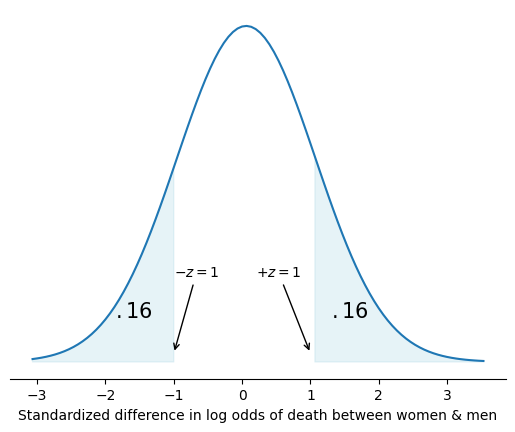 −z = 1
+z = 1
.16
.16
−3 −2 −1 0 1 2 3
Standardized difference in log odds of death between women & men